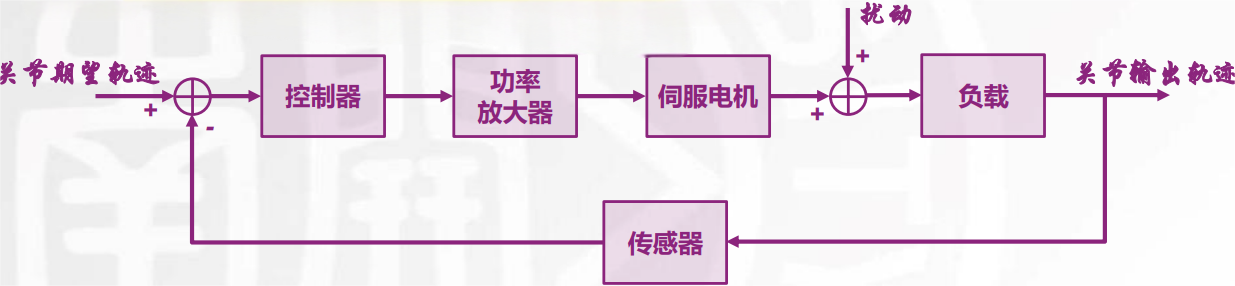 扰动
关节期望轨迹
+
-
控制器
功率
放大器
伺服电机
+
+
负载
关节输出轨迹
传感器